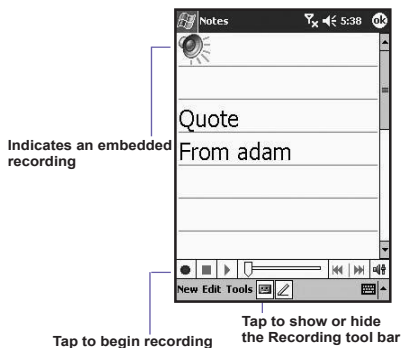 Notes 5:38 ok
Quote
From adam
Indicates an embedded
recording
New Edit Tools
Tap to begin recording
Tap to show or hide
the Recording tool bar